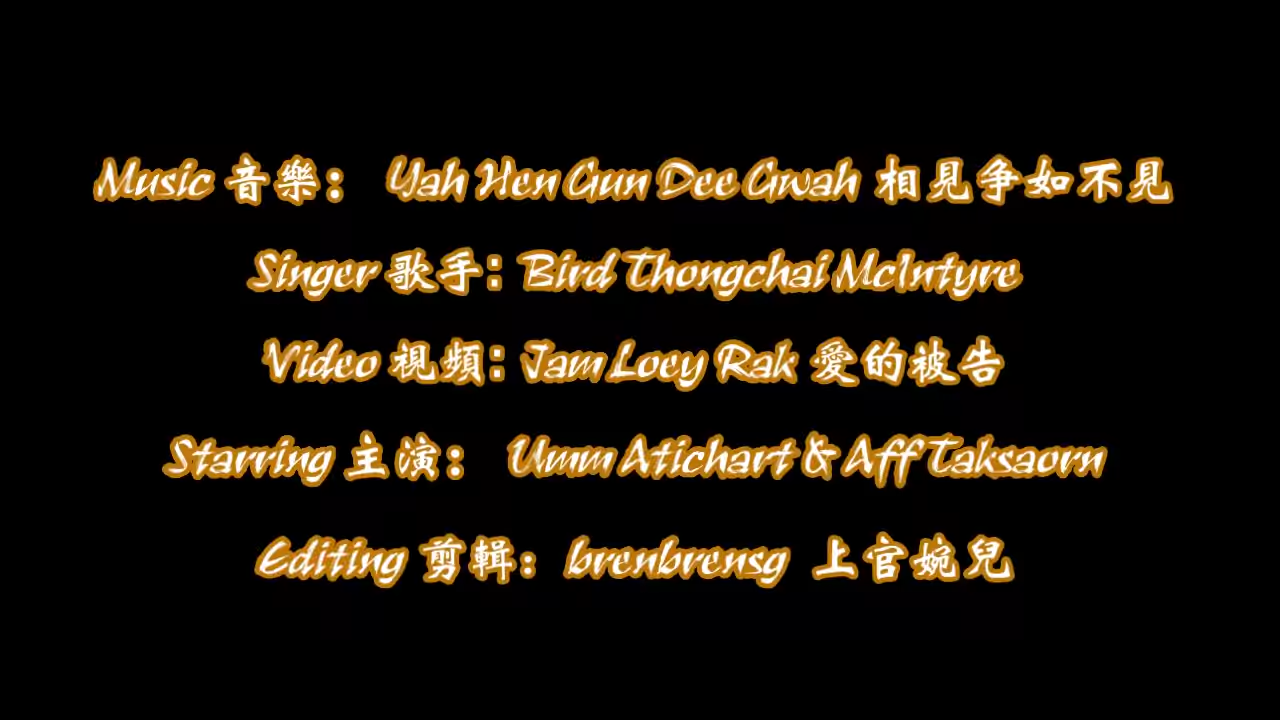 Music 音樂： Yah Hen Gun Dee Gwah 相見爭如不見
Singer 歌手：Bird Thongchai McIntyre
Video 視頻：Jam Loey Rak 愛的被告
Starring 主演： Umm Atichart & Aff Taksaorn
Editing 剪輯：brenbrensg 上官婉兒